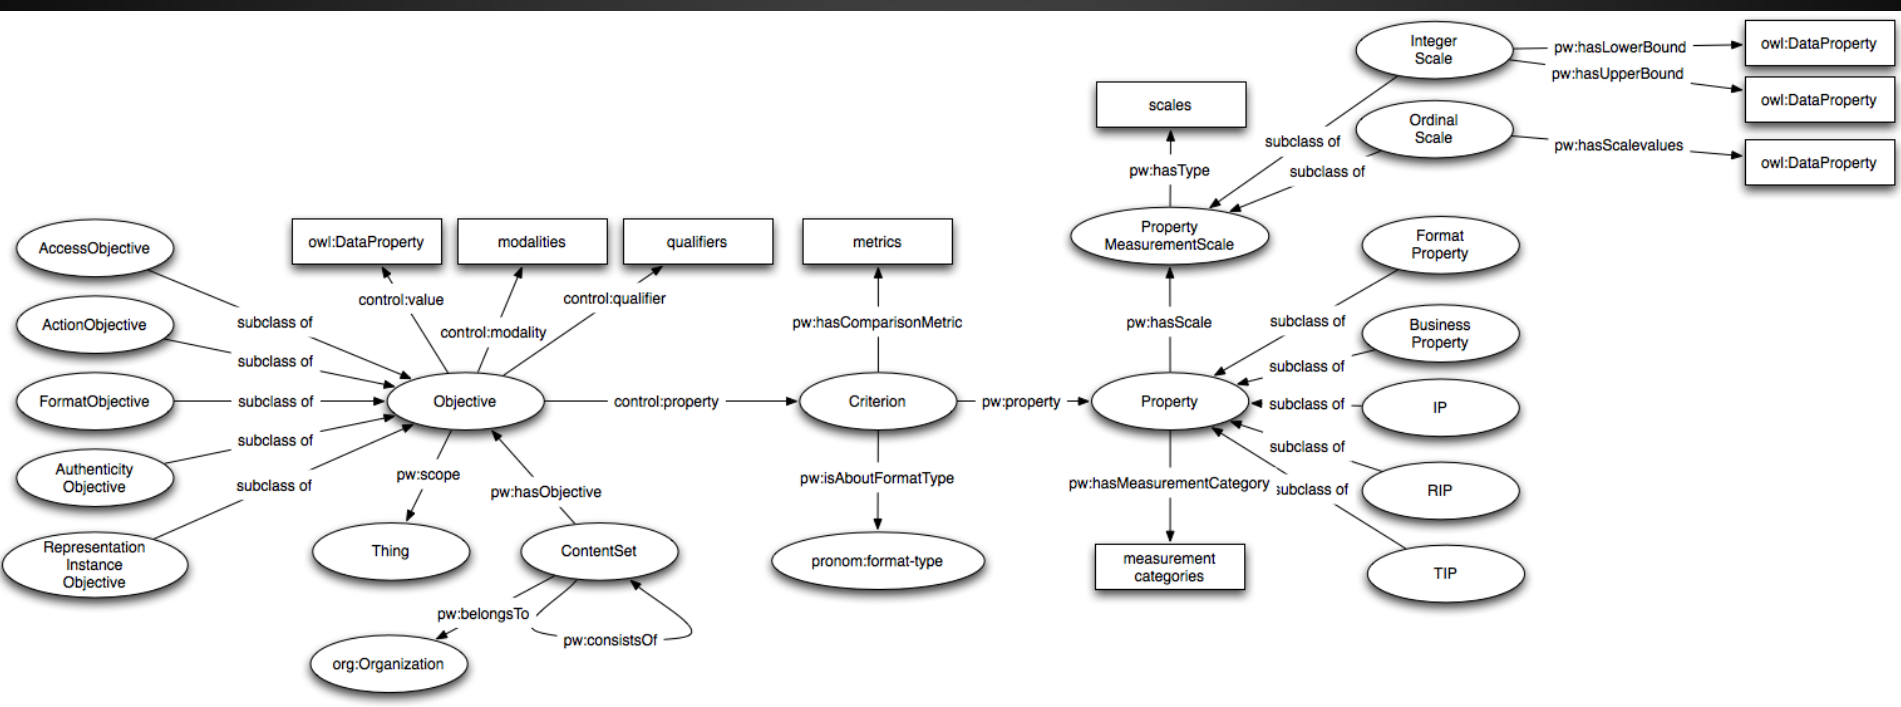 Integer
Scale
pw:hasLowerBound
owl:DataProperty
pw:hasUpperBound
owl:DataProperty
scales
Ordinal
Scale
subclass of
pw:hasScalevalues
owl:DataProperty
pw:hasType
subclass of
Property
MeasurementScale
AccessObjective
owl:DataProperty
modalities
qualifiers
metrics
Format
Property
control:value
control:qualifier
ActionObjective
subclass of
control:modality
pw:hasComparisonMetric
pw:hasScale
subclass of
Business
Property
subclass of
subclass of
FormatObjective
subclass of
Objective
control:property
Criterion
pw:property
Property
subclass of
IP
subclass of
subclass of
Authenticity
Objective
subclass of
pw:scope
pw:hasObjective
pw:isAboutFormatType
pw:hasMeasurementCategory
subclass of
RIP
Representation
Instance
Objective
Thing
ContentSet
pronom:format-type
measurement
categories
TIP
pw:belongsTo
pw:consistsOf
org:Organization